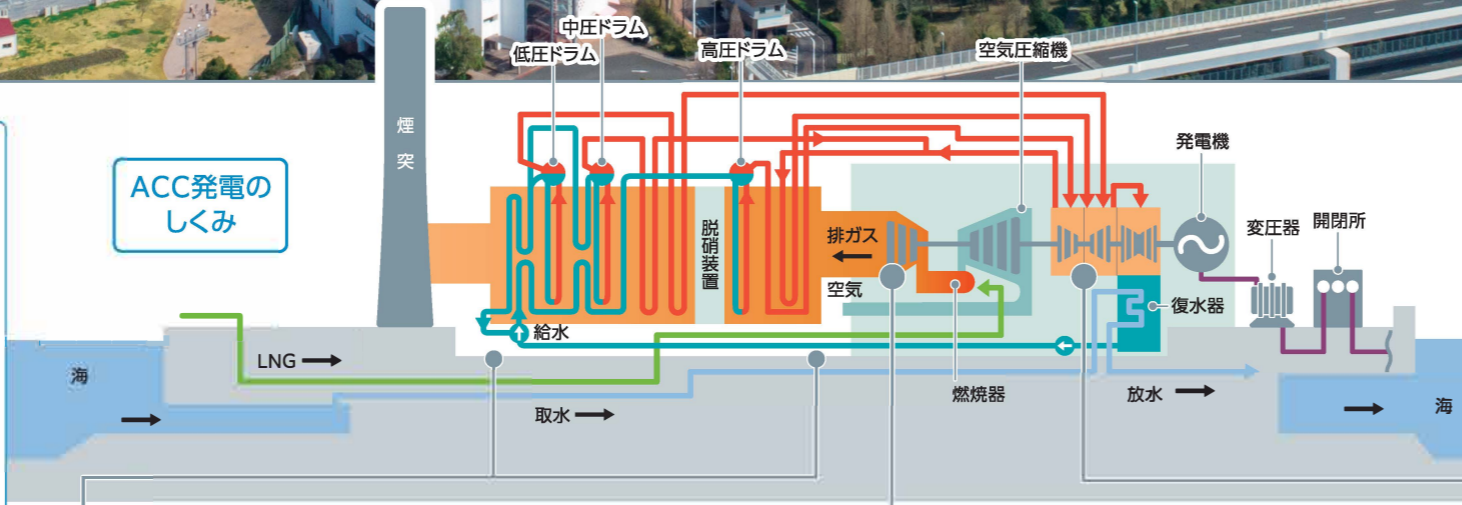 中圧ドラム
低圧ドラム
高圧ドラム
空気圧縮機
煙突
発電機
ACC発電の
しくみ
変圧器
開閉所
脱硝装置
排ガス
空気
復水器
給水
LNG
海
燃焼器
放水
取水
海